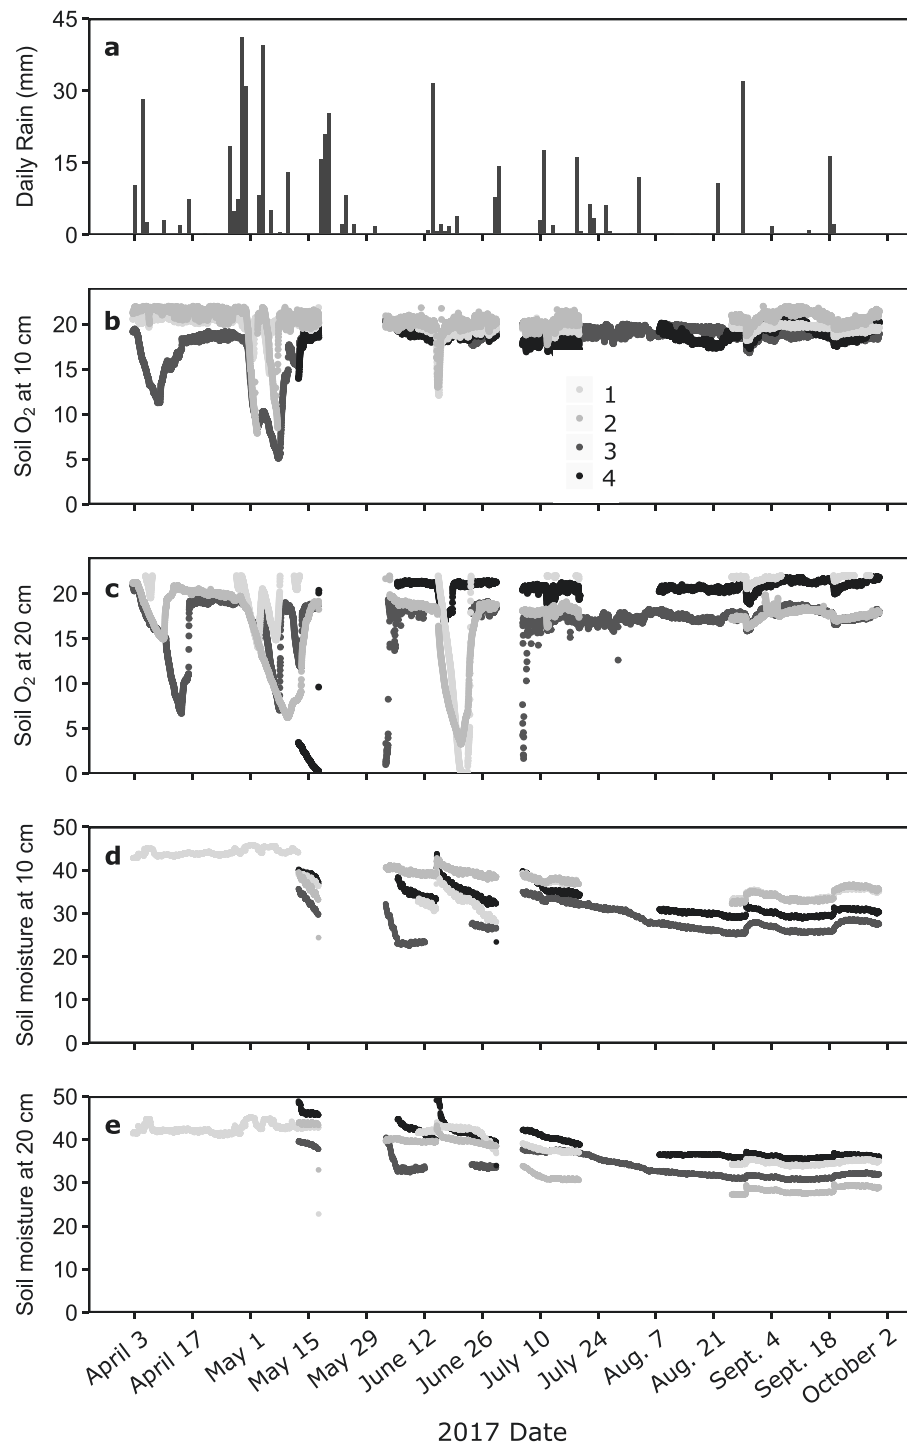 45
30
15
0
Daily Rain (mm)
a
20
15
10
5
0
Soil O2 at 10 cm
b
1
2
3
4
20
15
10
5
0
Soil O2 at 20 cm
c
50
40
30
20
10
0
Soil moisture at 10 cm
d
50
40
30
20
10
0
Soil moisture at 20 cm
e
April 3
April 17
May 1
May 15
May 29
June 12
June 26
July 10
July 24
Aug. 7
Aug. 21
Sept. 4
Sept. 18
October 2
2017 Date